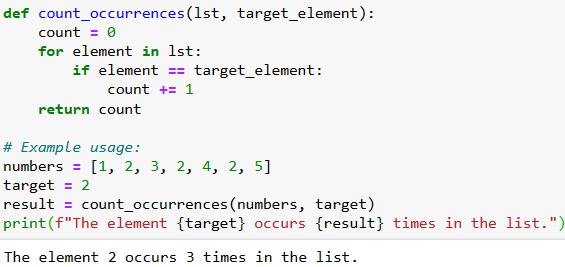 def count_occurrences(lst, target_element):
    count = 0
    for element in lst:
        if element == target_element:
            count += 1
    return count

# Example usage:
numbers = [1, 2, 3, 2, 4, 2, 5]
target = 2
result = count_occurrences(numbers, target)
print(f"The element {target} occurs {result} times in the list.")
The element 2 occurs 3 times in the list.